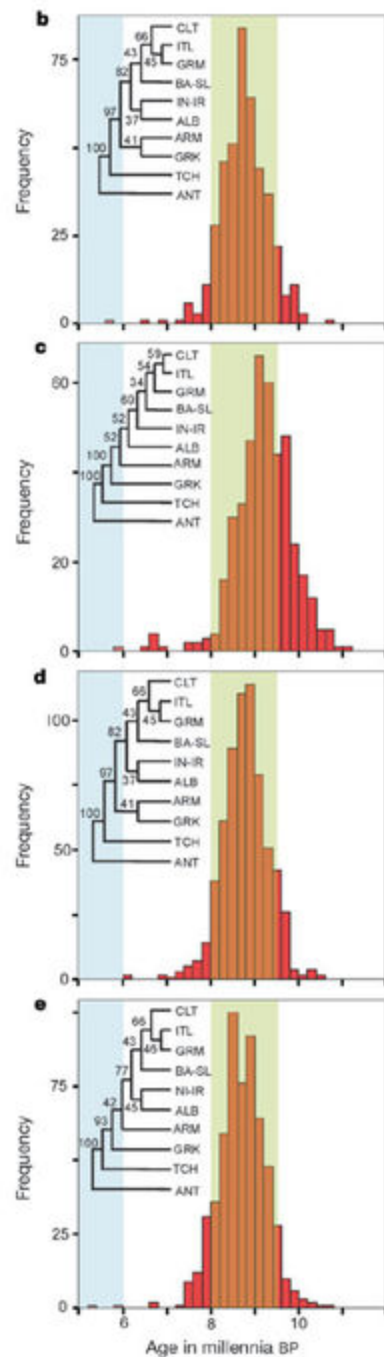 b
CLT
66
ITL
75
43
45
GRM
82
BA-SL
IN-IR
37
ALB
97
ARM
41
100
GRK
TCH
ANT
Frequency
25
0
c
59
CLT
60
54
ITL
34
GRM
60
BA-SL
52
IN-IR
52
ALB
100
ARM
100
GRK
TCH
ANT
Frequency
20
0
d
CLT
66
ITL
43
45
GRM
100
82
BA-SL
IN-IR
97
37
ALB
ARM
41
100
GRK
TCH
ANT
Frequency
50
0
e
CLT
66
ITL
43
46
GRM
77
BA-SL
75
NI-IR
42
45
ALB
93
ARM
100
GRK
TCH
ANT
Frequency
25
0
6 8 10
Age in millennia BP